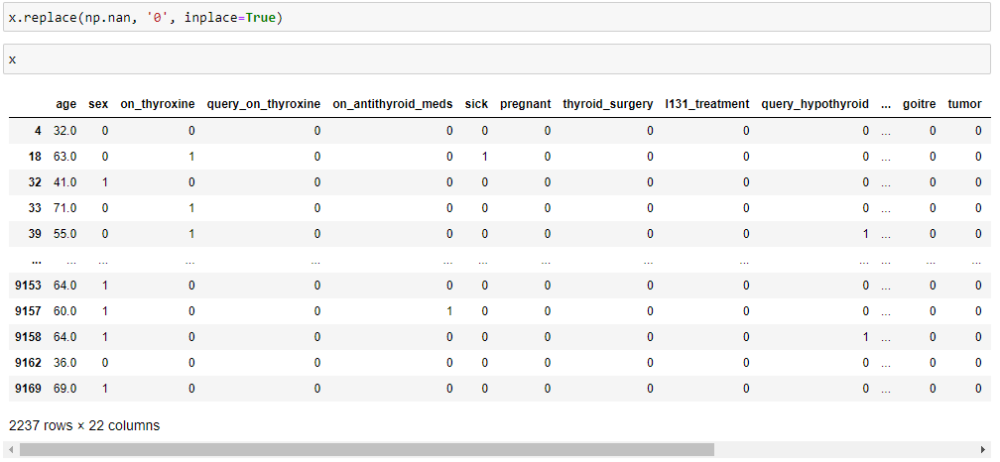 x.replace(np.nan, '0', inplace=True)
x
age sex on_thyroxine query_on_thyroxine on_antithyroid_meds sick pregnant thyroid_surgery I131_treatment query_hypothyroid ... goitre tumor
4 32.0 0 0 0 0 0 0 0 0 0 ... 0 0
18 63.0 0 1 0 0 1 0 0 0 0 ... 0 0
32 41.0 1 0 0 0 0 0 0 0 0 ... 0 0
33 71.0 0 1 0 0 0 0 0 0 0 ... 0 0
39 55.0 0 1 0 0 0 0 0 0 1 ... 0 0
... ... ... ... ... ... ... ... ... ... ... ... ... ...
9153 64.0 1 0 0 0 0 0 0 0 0 ... 0 0
9157 60.0 1 0 0 1 0 0 0 0 0 ... 0 0
9158 64.0 1 0 0 0 0 0 0 0 1 ... 0 0
9162 36.0 0 0 0 0 0 0 0 0 0 ... 0 0
9169 69.0 1 0 0 0 0 0 0 0 0 ... 0 0
2237 rows × 22 columns